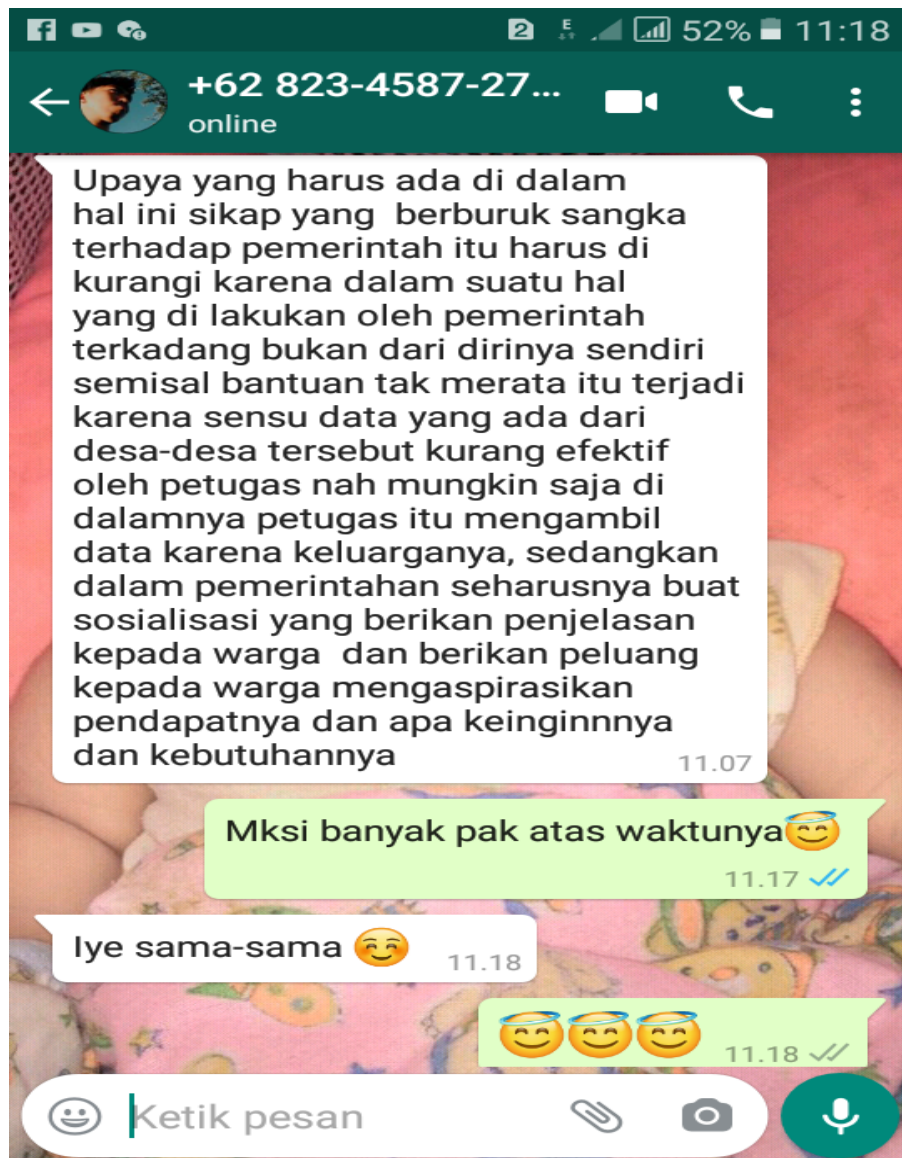 2 E 52% 11:18
+62 823-4587-27...
online
Upaya yang harus ada di dalam
hal ini sikap yang berburuk sangka
terhadap pemerintah itu harus di
kurangi karena dalam suatu hal
yang di lakukan oleh pemerintah
terkadang bukan dari dirinya sendiri
semisal bantuan tak merata itu terjadi
karena sensu data yang ada dari
desa-desa tersebut kurang efektif
oleh petugas nah mungkin saja di
dalamnya petugas itu mengambil
data karena keluarganya, sedangkan
dalam pemerintahan seharusnya buat
sosialisasi yang berikan penjelasan
kepada warga dan berikan peluang
kepada warga mengaspirasikan
pendapatnya dan apa keinginnnya
dan kebutuhannya
11.07
Mksi banyak pak atas waktunya😇
11.17
Iye sama-sama ☺️
11.18
😇😇😇
11.18
Ketik pesan